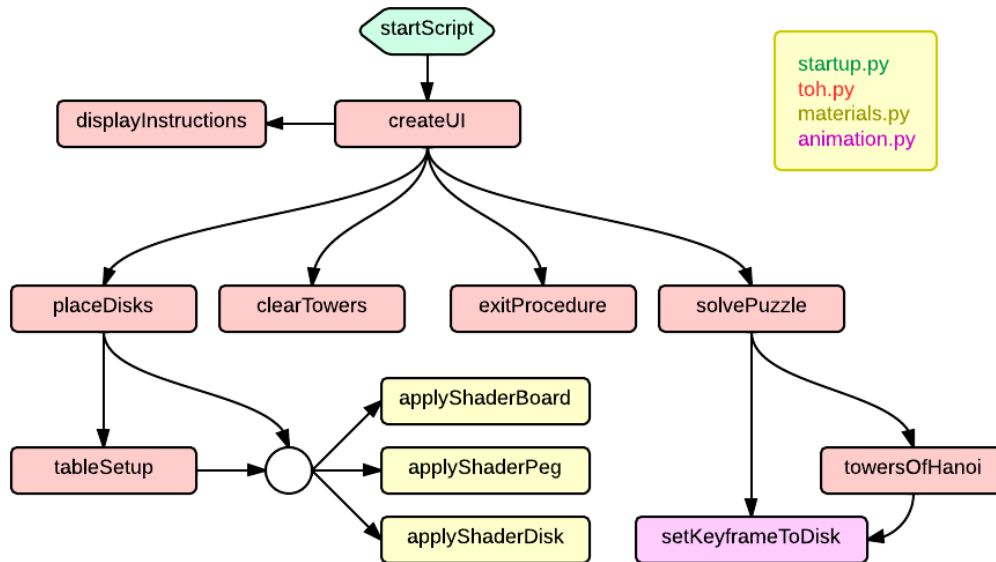 startScript
startup.py
toh.py
materials.py
animation.py
displayInstructions
createUI
placeDisks
clearTowers
exitProcedure
solvePuzzle
applyShaderBoard
tableSetup
applyShaderPeg
towersOfHanoi
applyShaderDisk
setKeyframeToDisk